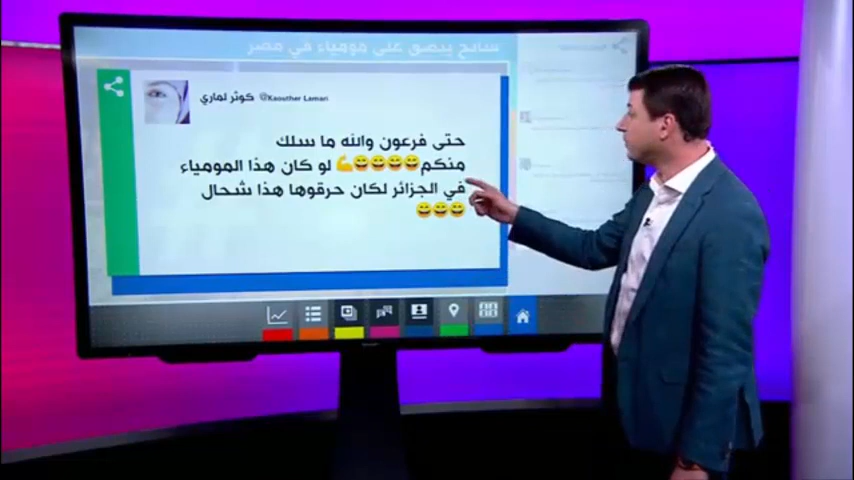 سائح يبصق على مومياء في مصر
كوثر لماري @Kaouther Lamari
حتى فرعون والله ما سلك
منكم😄😄😄😄💪 لو كان هذا المومياء
في الجزائر لكان حرقوها هذا شحال
😄😄😄